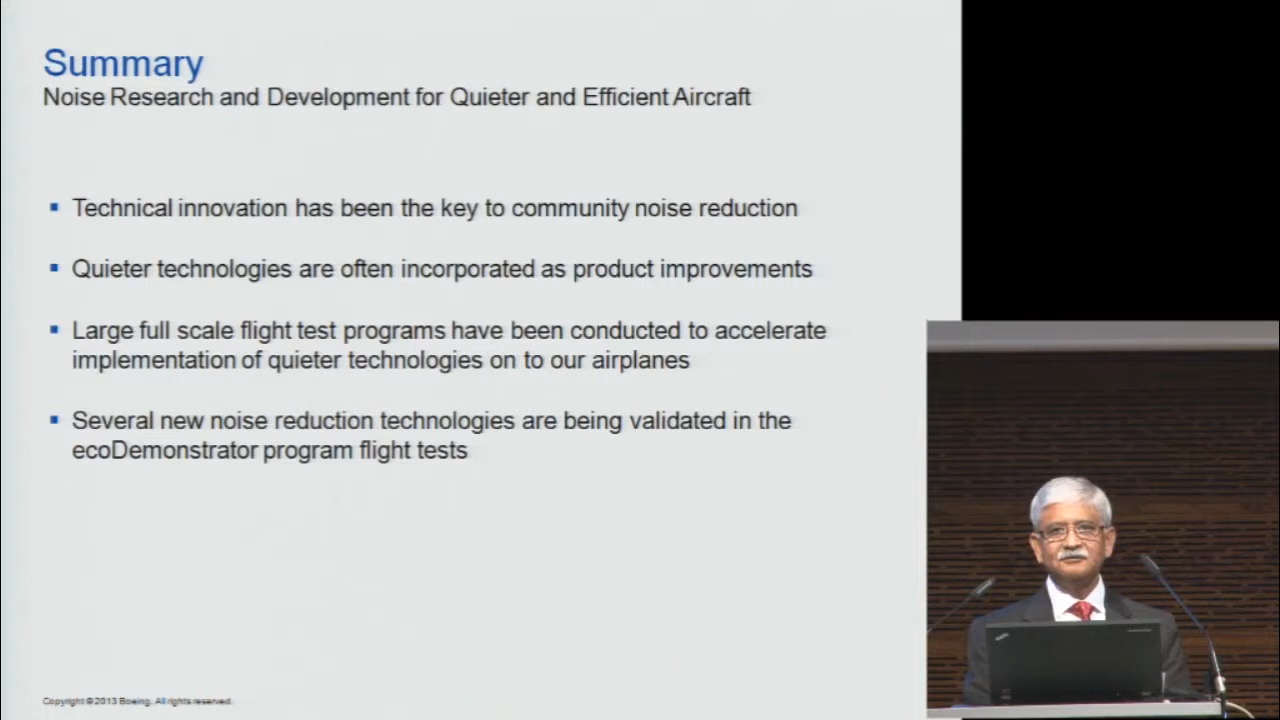 Summary
Noise Research and Development for Quieter and Efficient Aircraft
▪ Technical innovation has been the key to community noise reduction
▪ Quieter technologies are often incorporated as product improvements
▪ Large full scale flight test programs have been conducted to accelerate
implementation of quieter technologies on to our airplanes
▪ Several new noise reduction technologies are being validated in the
ecoDemonstrator program flight tests
Copyright © 2013 Boeing. All rights reserved.